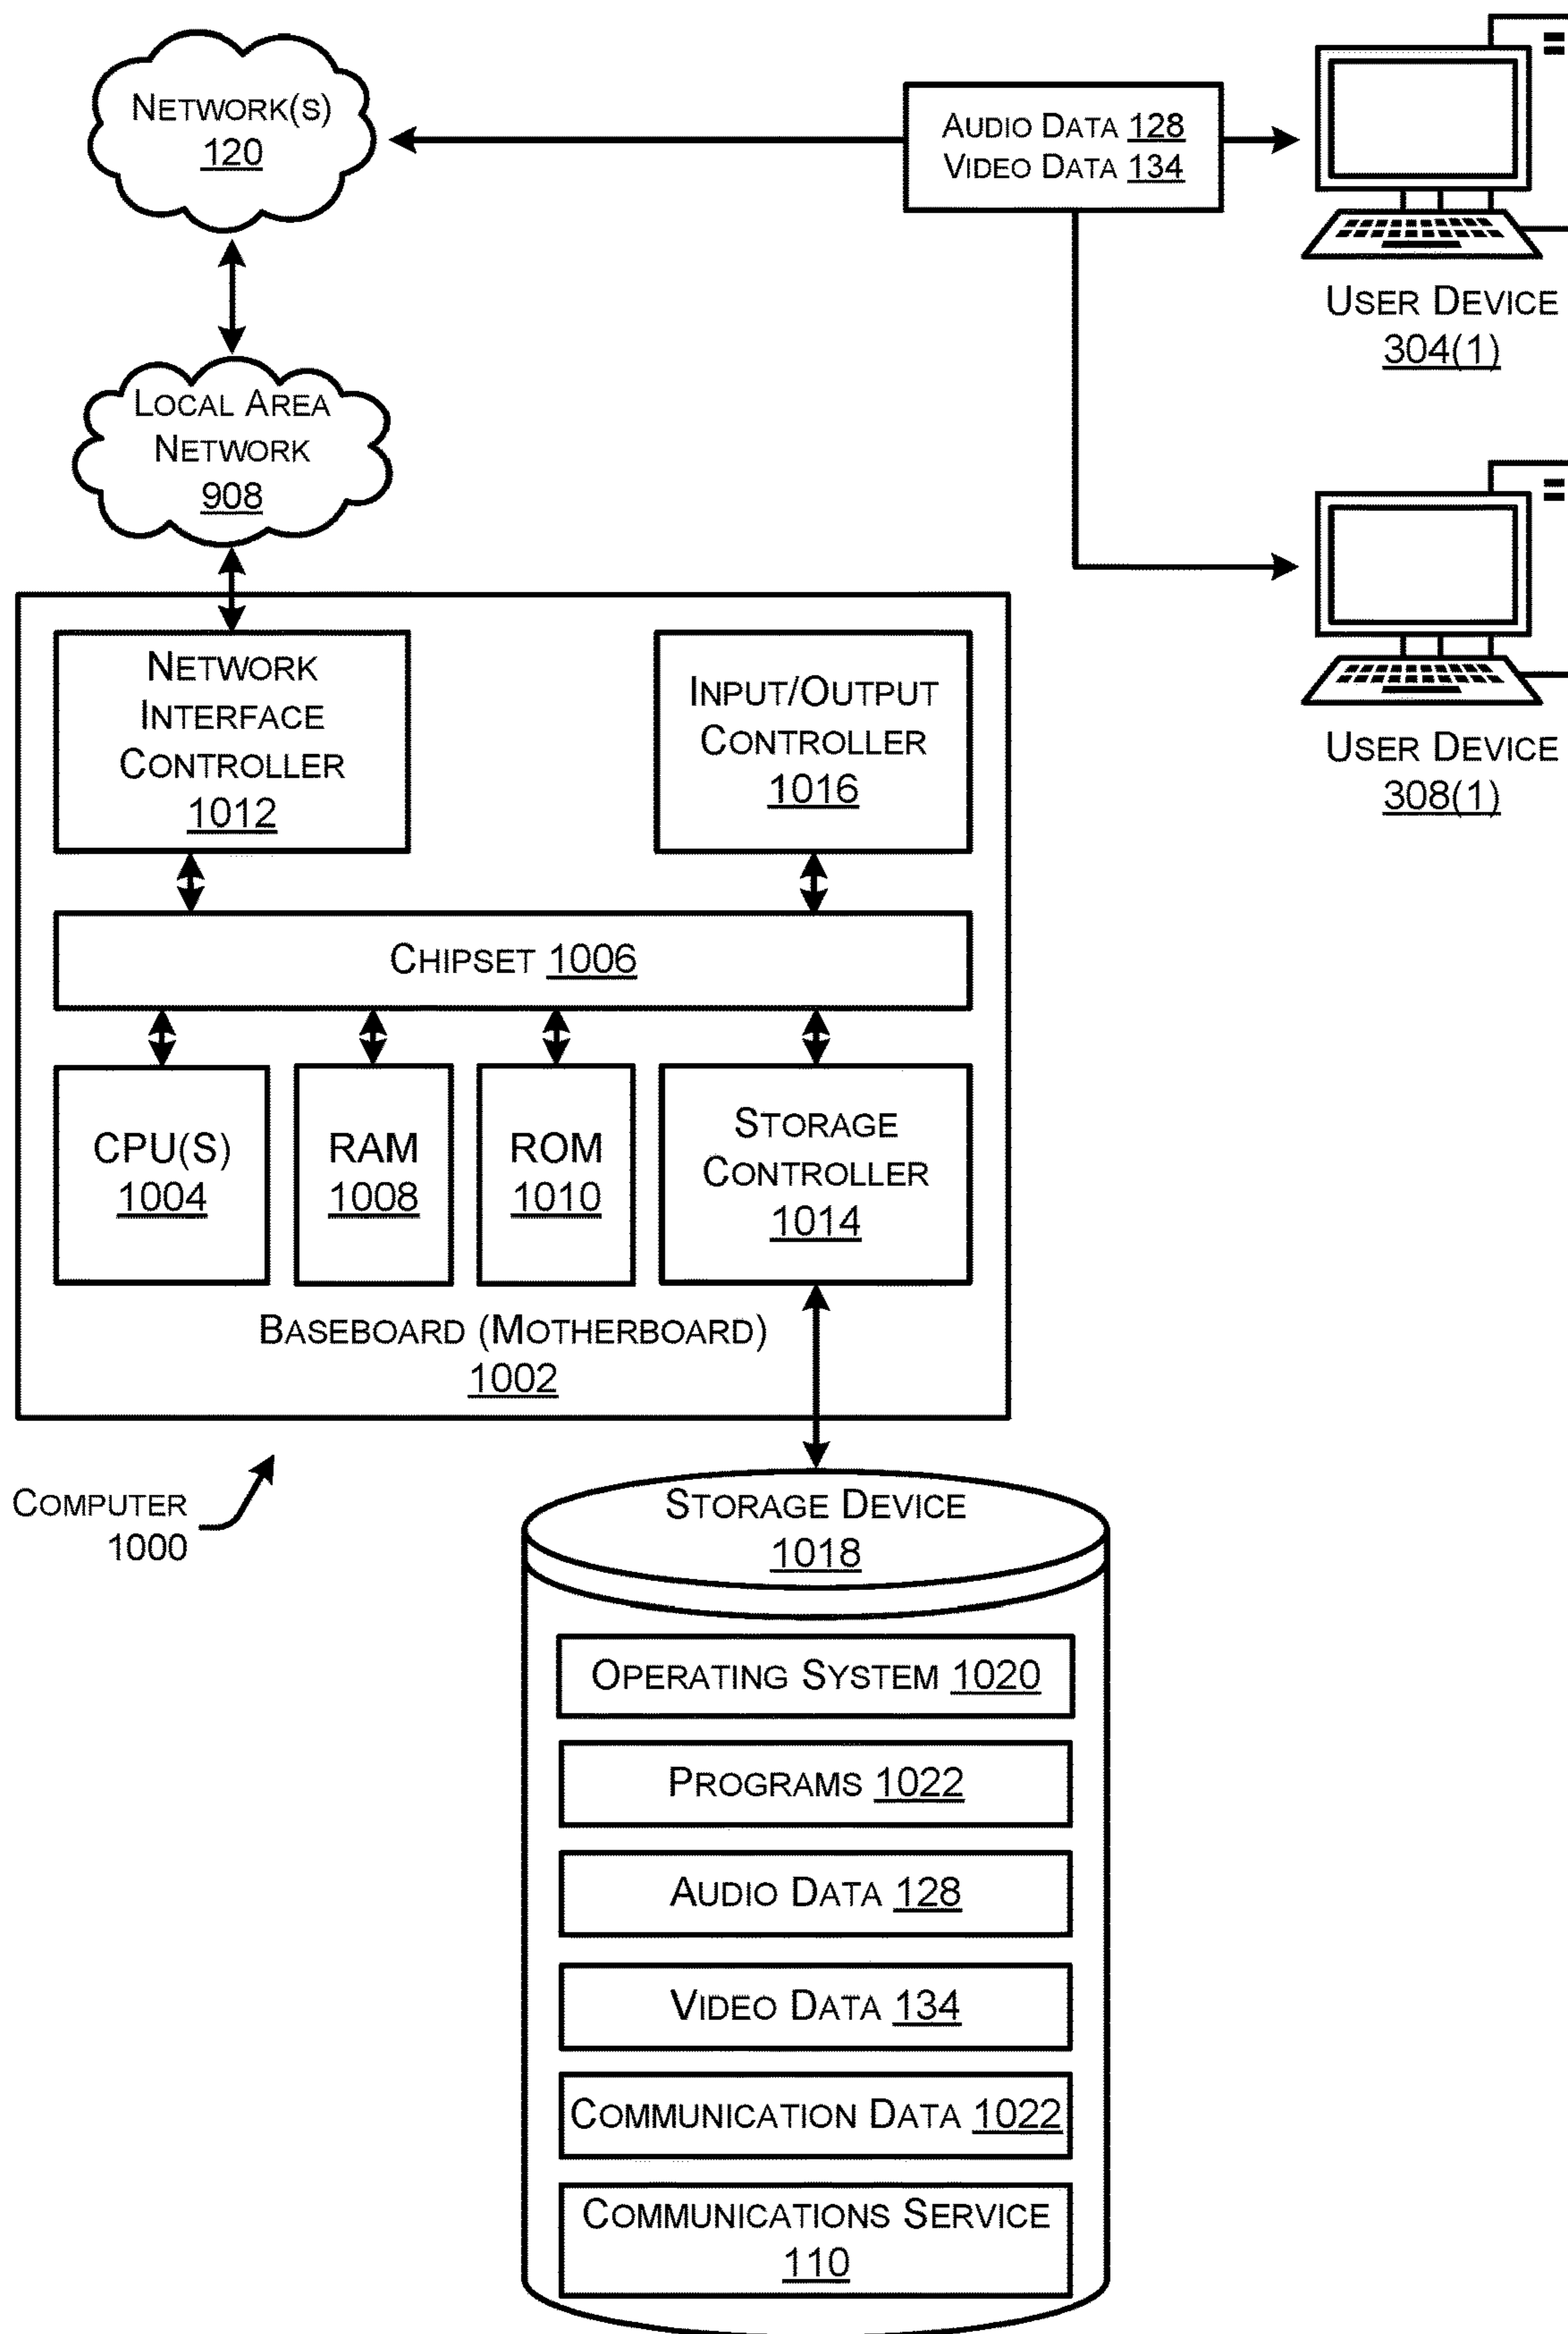 NETWORK(S)
120
AUDIO DATA 128
VIDEO DATA 134
USER DEVICE
304(1)
LOCAL AREA
NETWORK
908
USER DEVICE
308(1)
NETWORK
INTERFACE
CONTROLLER
1012
INPUT/OUTPUT
CONTROLLER
1016
CHIPSET 1006
CPU(S)
1004
RAM
1008
ROM
1010
STORAGE
CONTROLLER
1014
BASEBOARD (MOTHERBOARD)
1002
COMPUTER
1000
STORAGE DEVICE
1018
OPERATING SYSTEM 1020
PROGRAMS 1022
AUDIO DATA 128
VIDEO DATA 134
COMMUNICATION DATA 1022
COMMUNICATIONS SERVICE
110